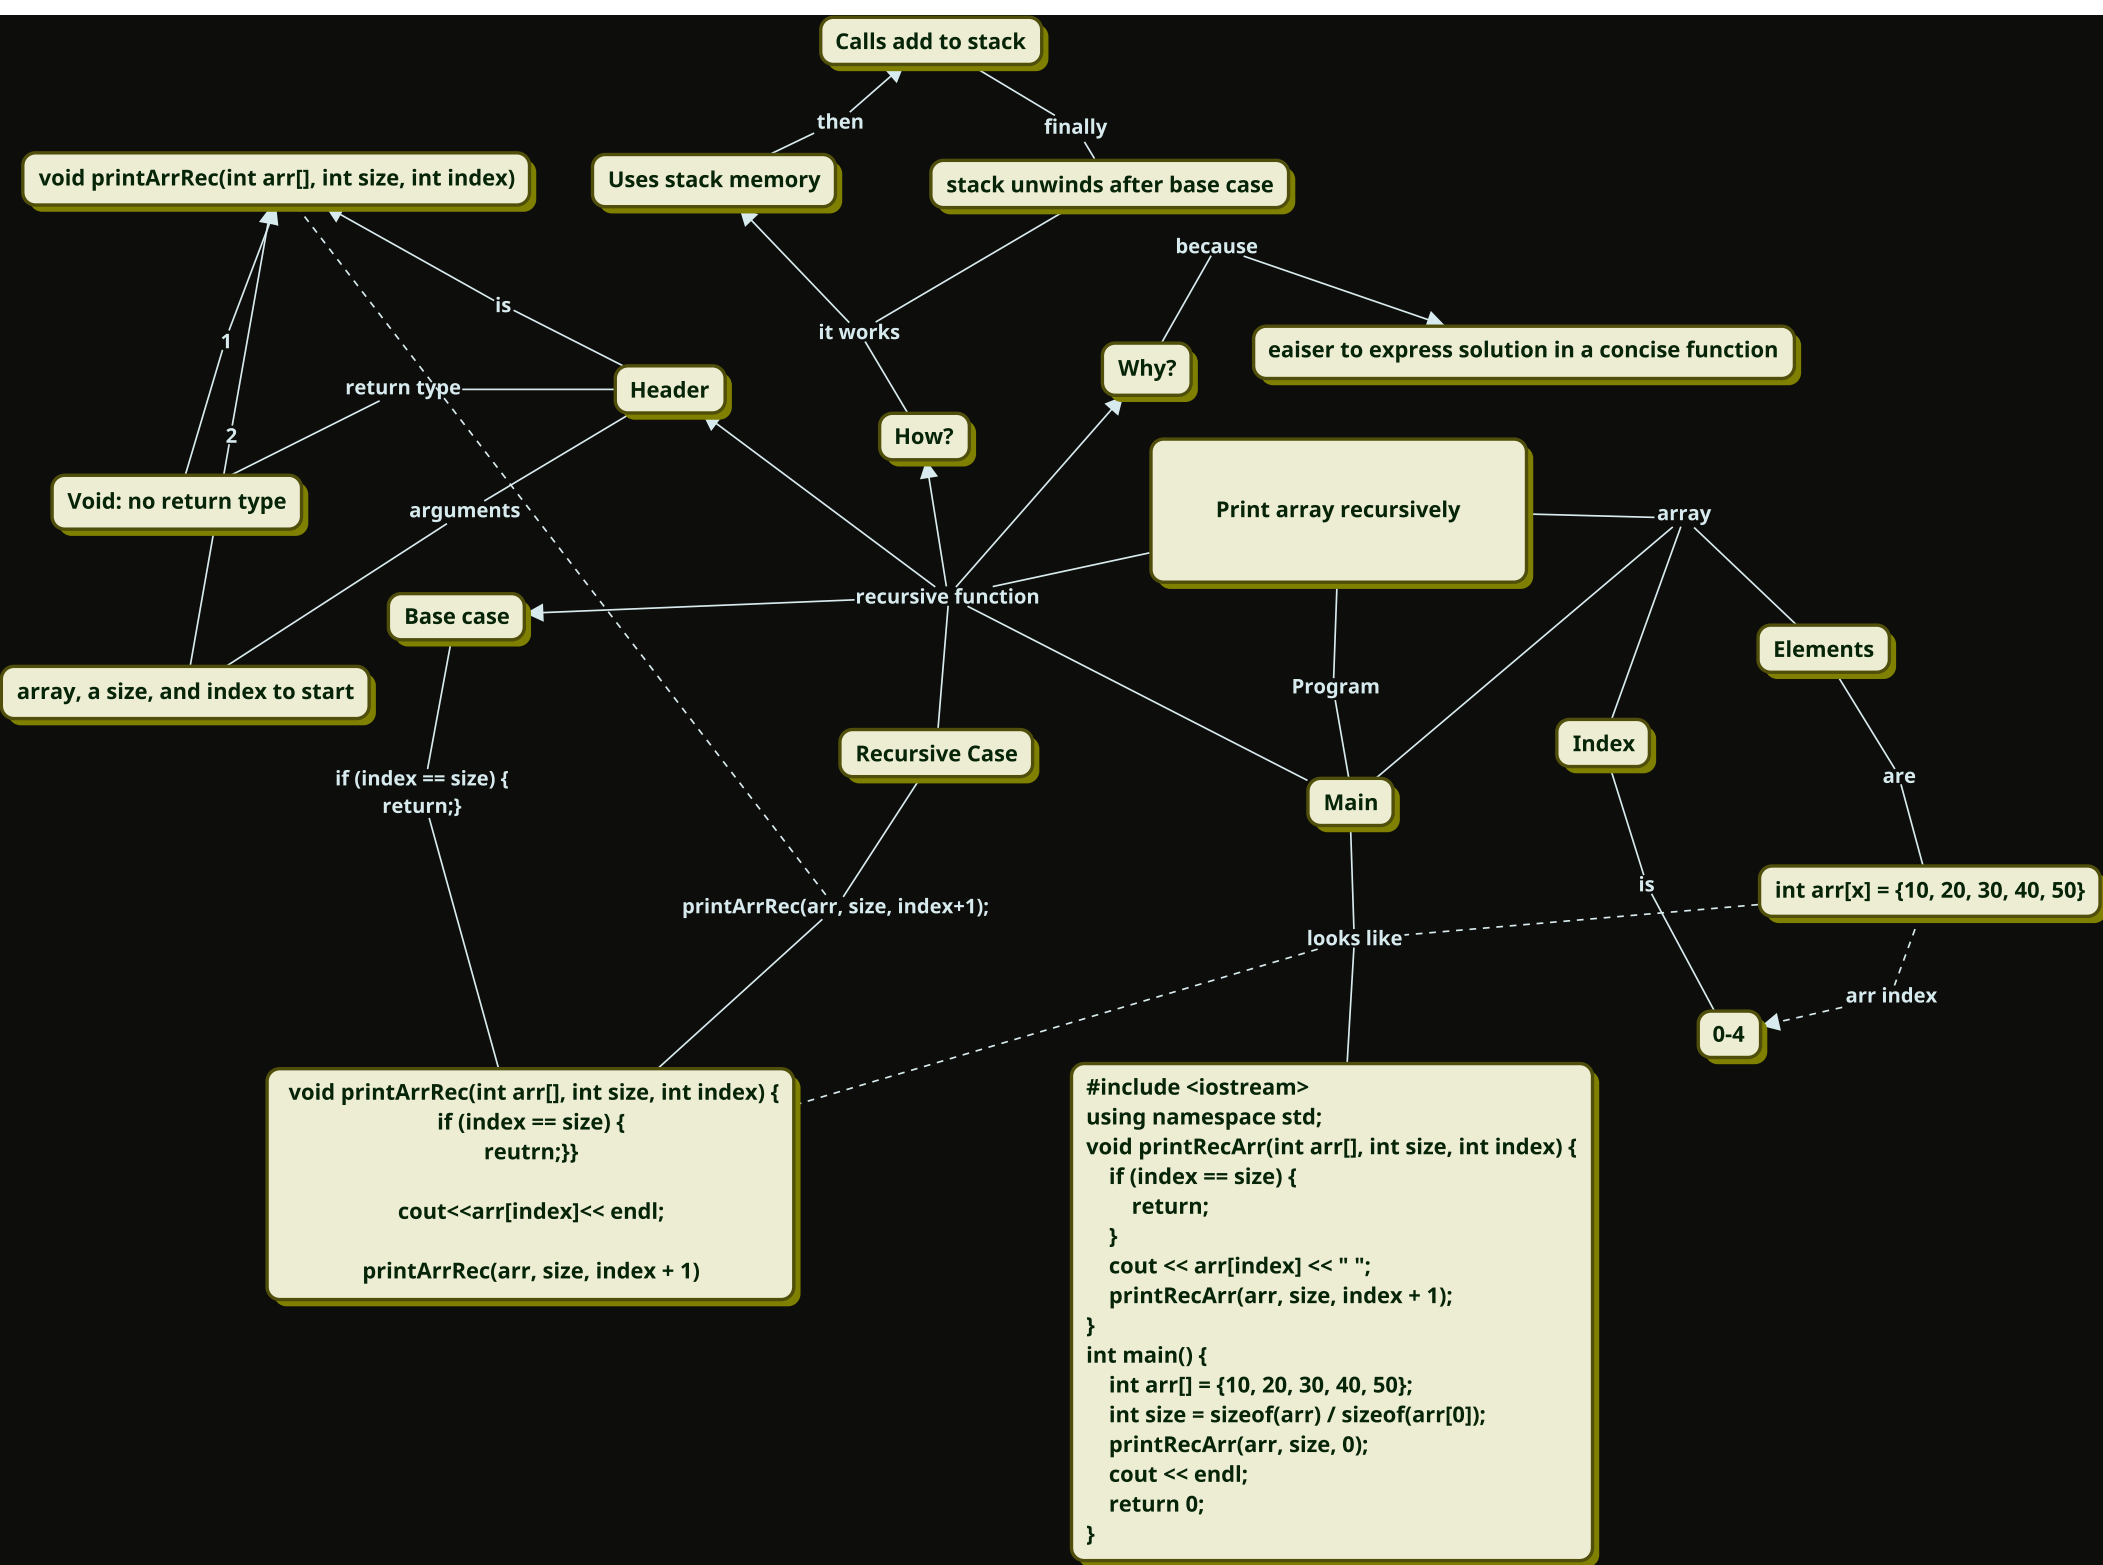 Calls add to stack
then
finally
void printArrRec(int arr[], int size, int index)
Uses stack memory
stack unwinds after base case
because
is
it works
1
eaiser to express solution in a concise function
Why?
return type
Header
2
How?
Void: no return type
arguments
Print array recursively
array
recursive function
Base case
Elements
array, a size, and index to start
Program
Recursive Case
Index
if (index == size) {
return;}
are
Main
is
int arr[x] = {10, 20, 30, 40, 50}
printArrRec(arr, size, index+1);
looks like
arr index
0-4
void printArrRec(int arr[], int size, int index) {
if (index == size) {
reutrn;}}
cout<<arr[index]<< endl;
printArrRec(arr, size, index + 1)
#include <iostream>
using namespace std;
void printRecArr(int arr[], int size, int index) {
    if (index == size) {
        return;
    }
    cout << arr[index] << " ";
    printRecArr(arr, size, index + 1);
}
int main() {
    int arr[] = {10, 20, 30, 40, 50};
    int size = sizeof(arr) / sizeof(arr[0]);
    printRecArr(arr, size, 0);
    cout << endl;
    return 0;
}